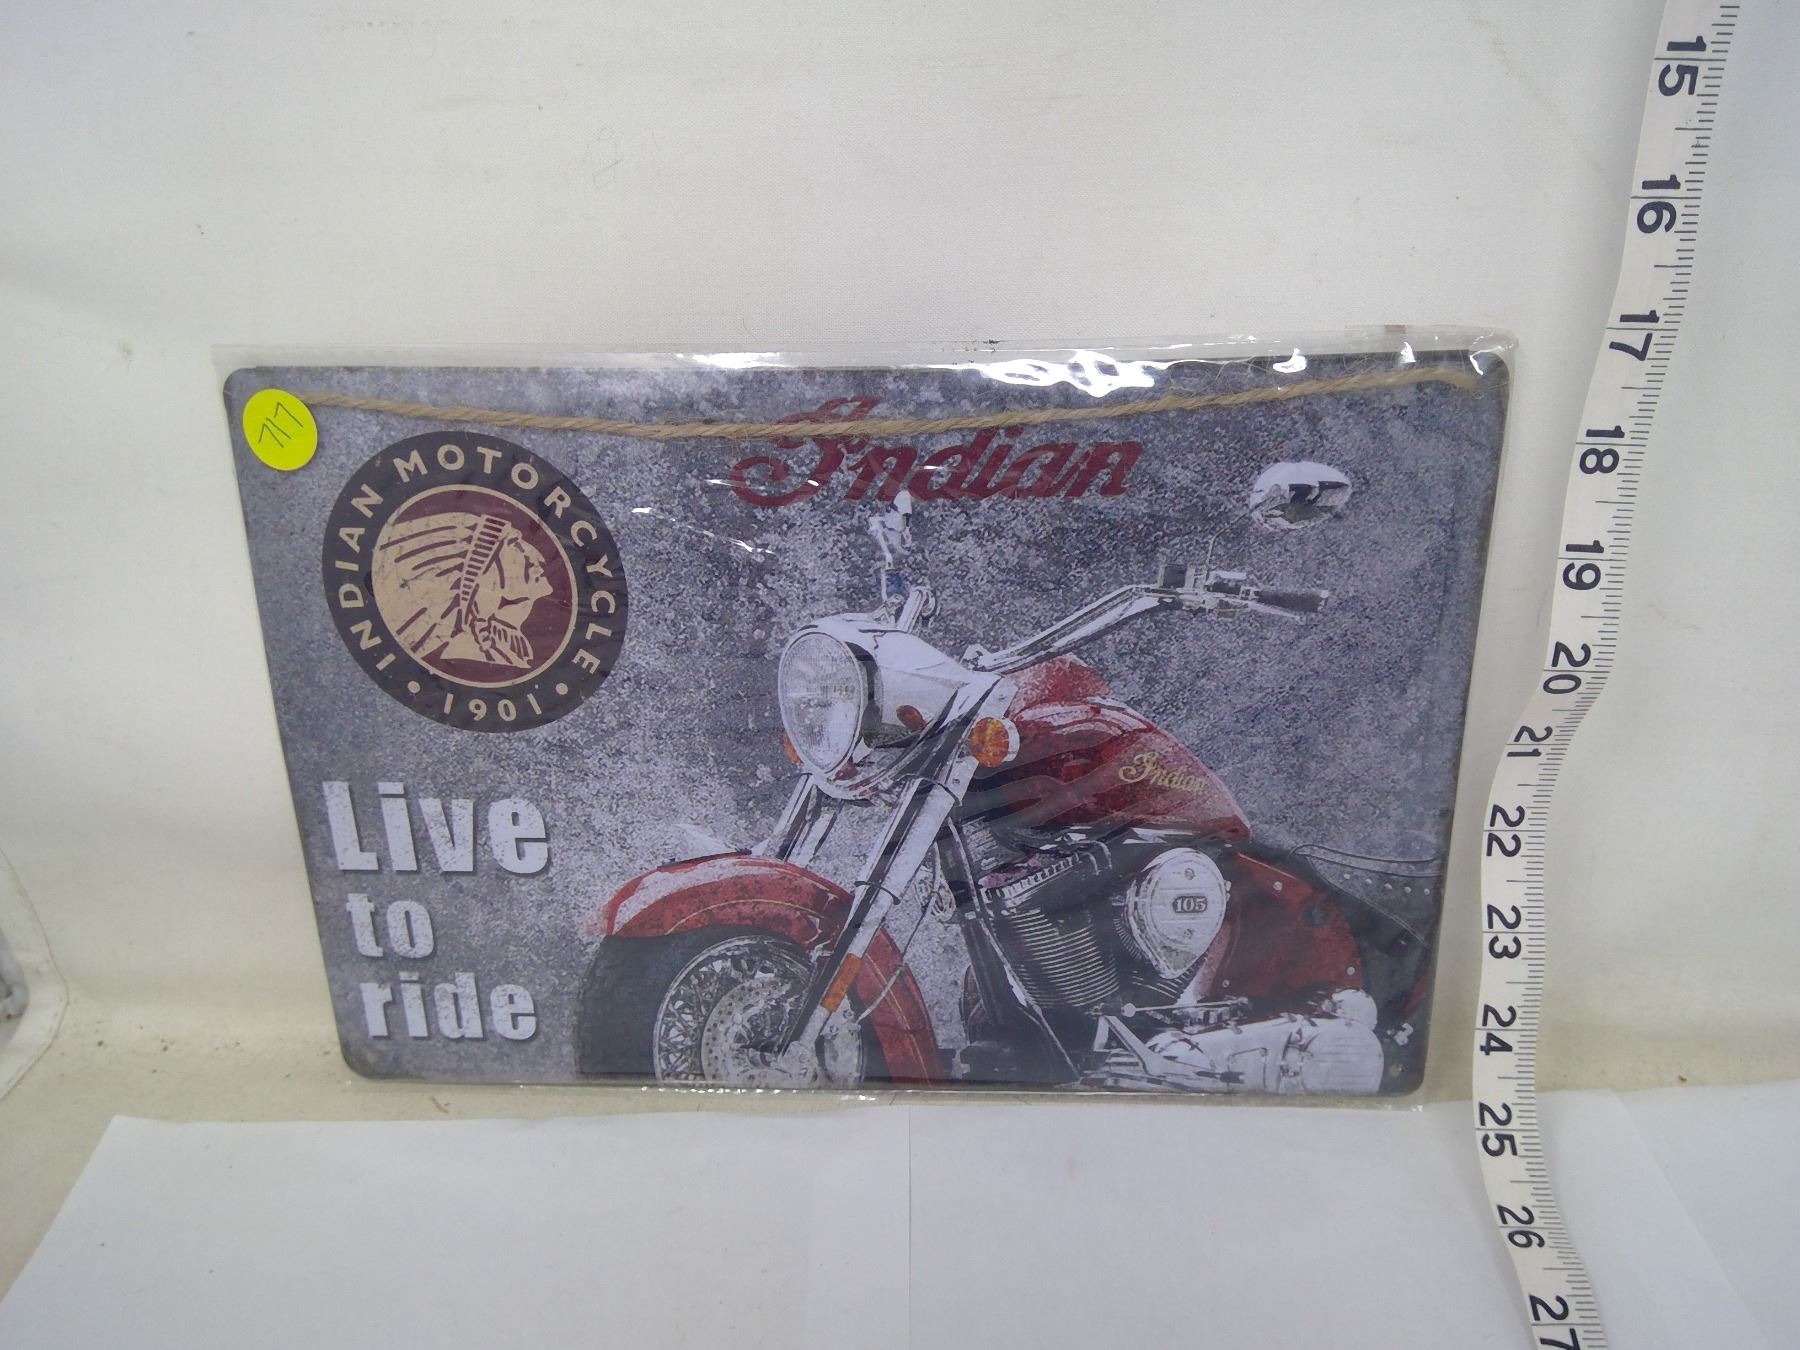 717
Indian
INDIAN MOTORCYCLE
• 1901 •
Indian
Live
to
ride
105
15
16
17
18
19
20
21
22
23
24
25
26
27